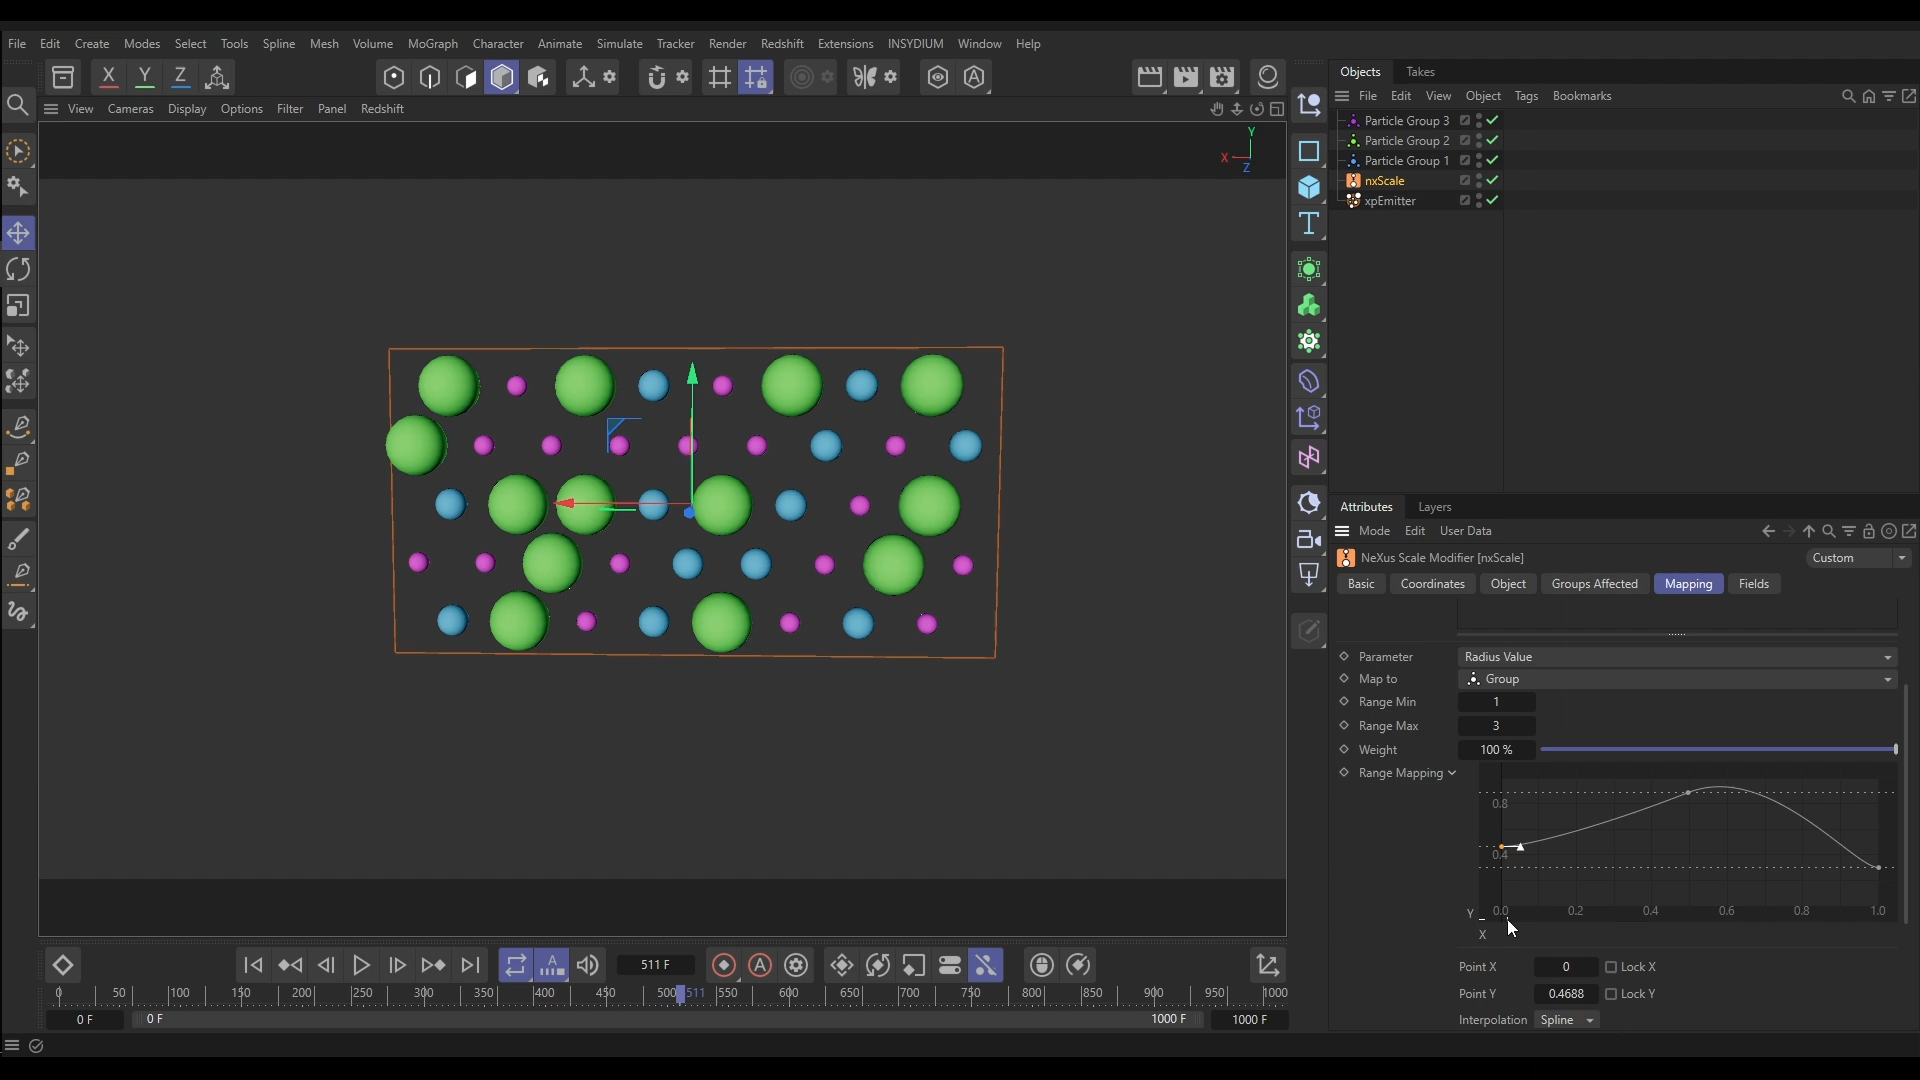 File Edit Create Modes Select Tools Spline Mesh Volume MoGraph Character Animate Simulate Tracker Render Redshift Extensions INSYDIUM Window Help
X Y Z
View Cameras Display Options Filter Panel Redshift
Y
X
Z
Objects Takes
File Edit View Object Tags Bookmarks
Particle Group 3
Particle Group 2
Particle Group 1
nxScale
xpEmitter
Attributes Layers
Mode Edit User Data
NeXus Scale Modifier [nxScale] Custom
Basic Coordinates Object Groups Affected Mapping Fields
Parameter Radius Value
Map to Group
Range Min 1
Range Max 3
Weight 100 %
Range Mapping
0.8
0.4
Y 0.0 0.2 0.4 0.6 0.8 1.0
X
Point X 0 Lock X
Point Y 0.4688 Lock Y
Interpolation Spline
A 511 F A
0 50 100 150 200 250 300 350 400 450 500 511 550 600 650 700 750 800 850 900 950 1000
0 F 0 F 1000 F 1000 F